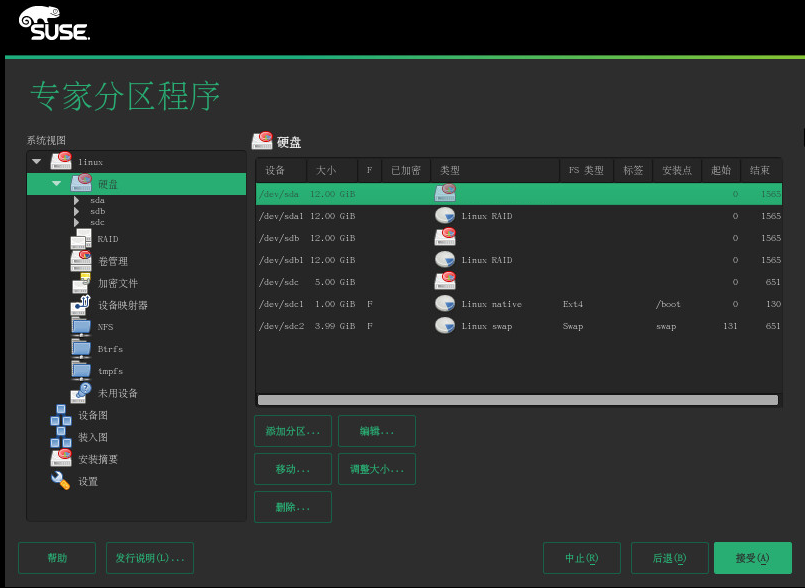 SUSE.
专家分区程序
系统视图
linux
硬盘
sda
sdb
sdc
RAID
卷管理
加密文件
设备映射器
NFS
Btrfs
tmpfs
未用设备
设备图
装入图
安装摘要
设置
硬盘
设备 大小 F 已加密 类型 FS 类型 标签 安装点 起始 结束
/dev/sda 12.00 GiB 0 1565
/dev/sda1 12.00 GiB Linux RAID 0 1565
/dev/sdb 12.00 GiB 0 1565
/dev/sdb1 12.00 GiB Linux RAID 0 1565
/dev/sdc 5.00 GiB 0 651
/dev/sdc1 1.00 GiB F Linux native Ext4 /boot 0 130
/dev/sdc2 3.99 GiB F Linux swap Swap swap 131 651
添加分区... 编辑...
移动... 调整大小...
删除...
帮助 发行说明(L)... 中止(R) 后退(B) 接受(A)